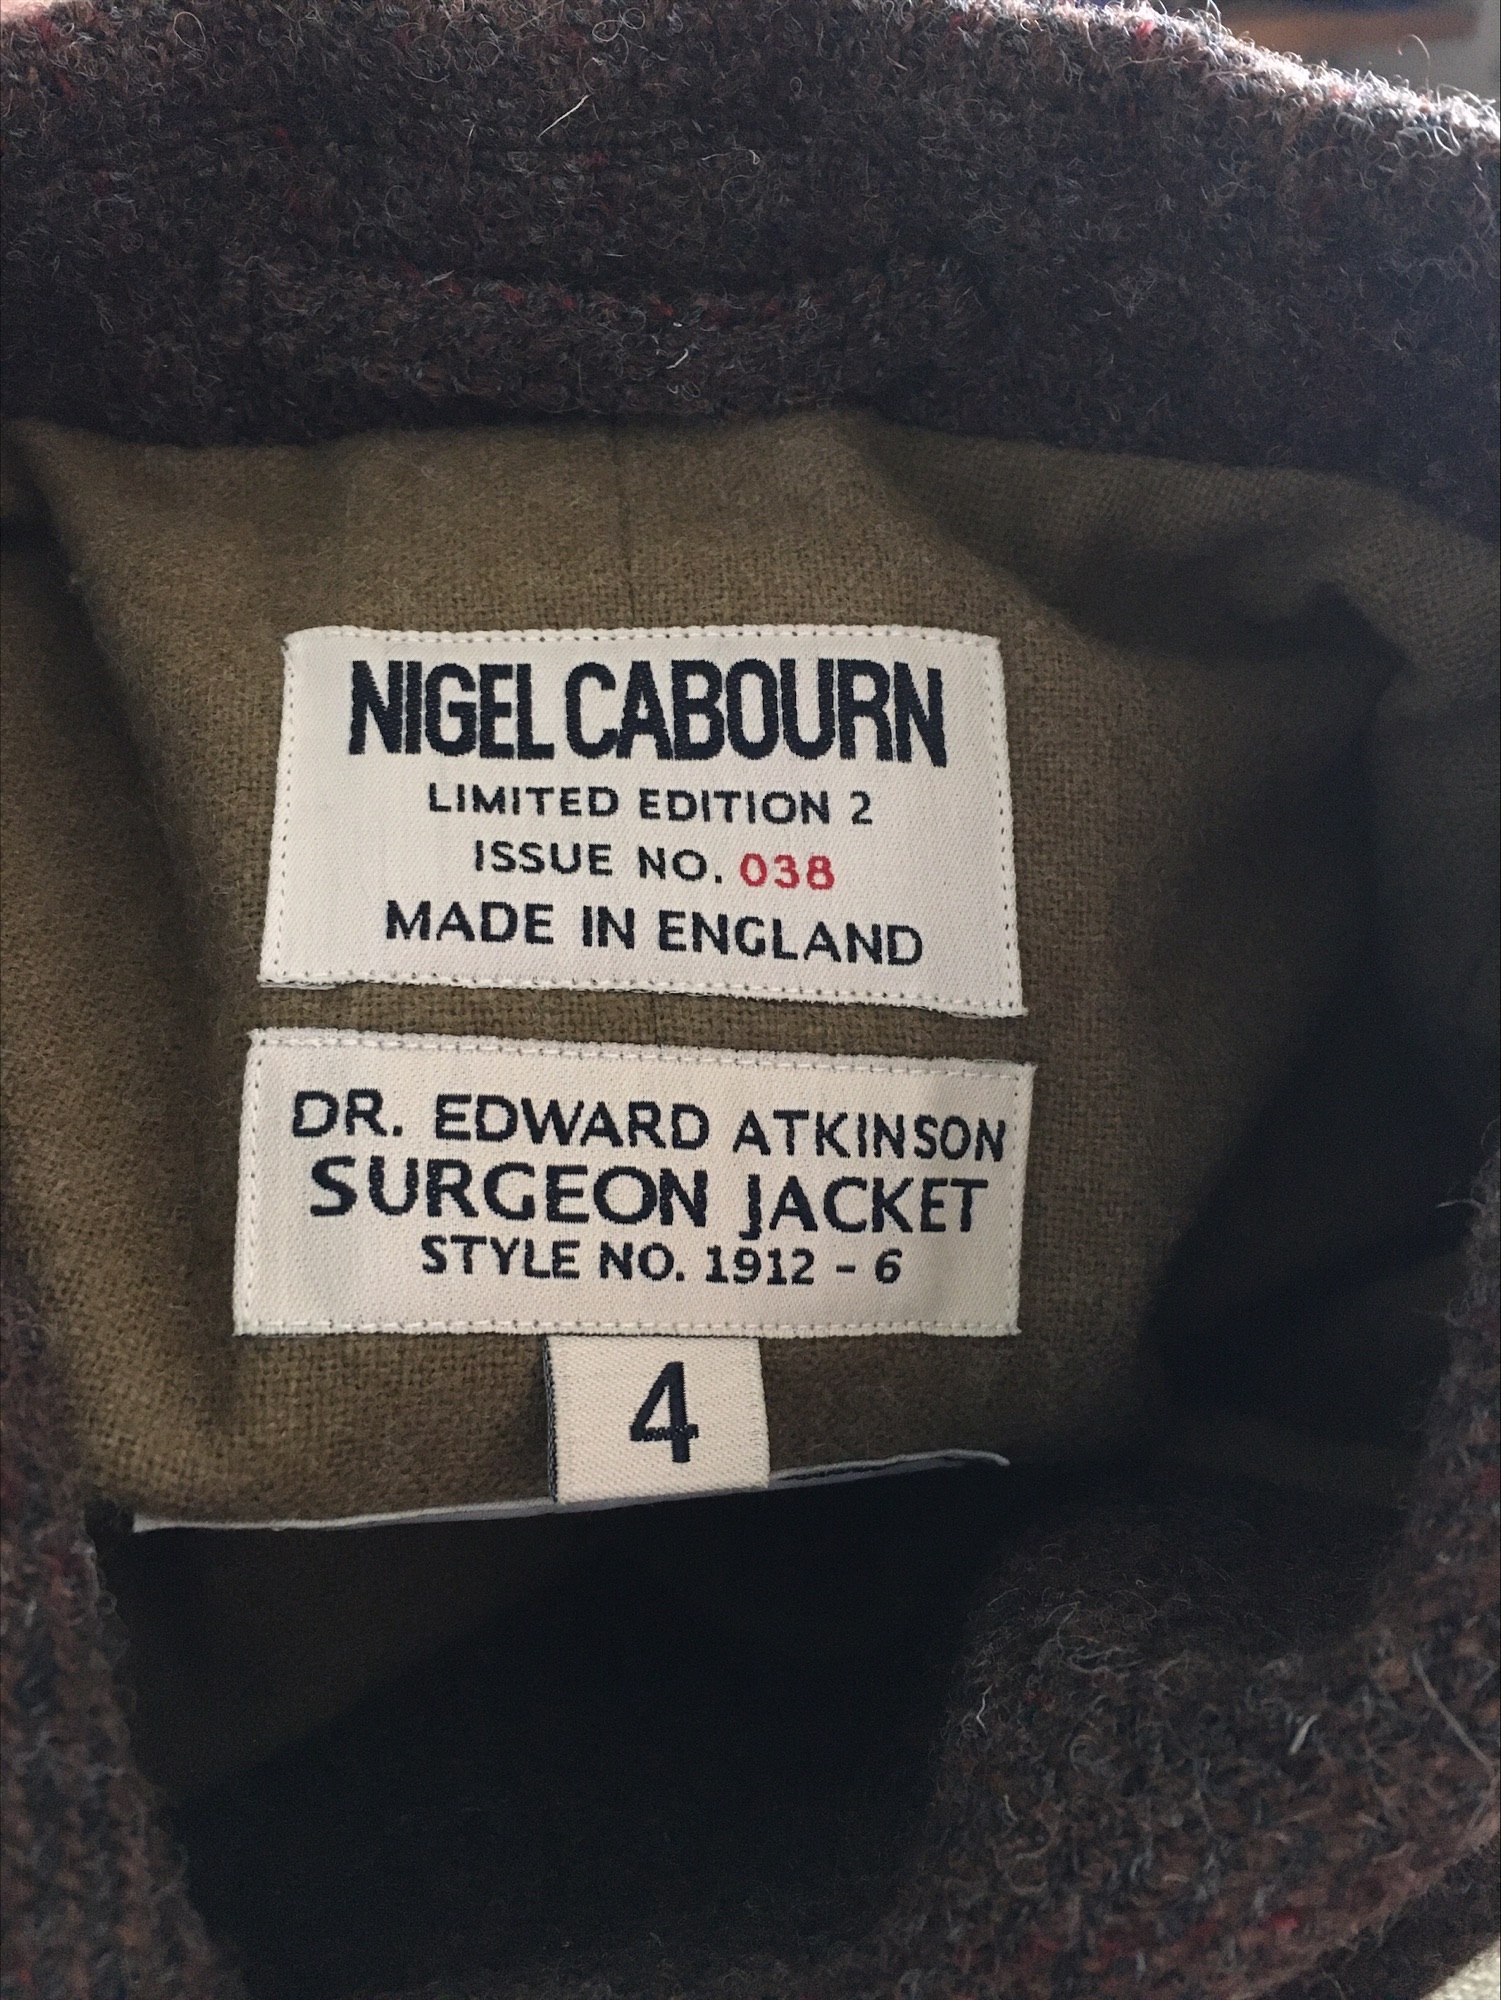 NIGEL CABOURN
LIMITED EDITION 2
ISSUE NO. 038
MADE IN ENGLAND
DR. EDWARD ATKINSON
SURGEON JACKET
STYLE NO. 1912 - 6
4